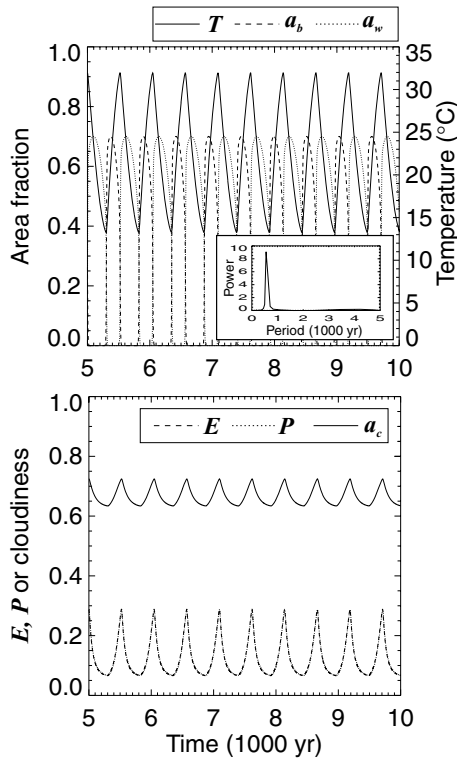 T a_b a_w
1.0 35
30
0.8
25
0.6
20
0.4 15
10
0.2
5
0.0 0
Area fraction
Temperature (°C)
10
8
6
4
2
0
Power
0 1 2 3 4 5
Period (1000 yr)
5 6 7 8 9 10
E P a_c
1.0
0.8
0.6
0.4
0.2
0.0
E, P or cloudiness
5 6 7 8 9 10
Time (1000 yr)